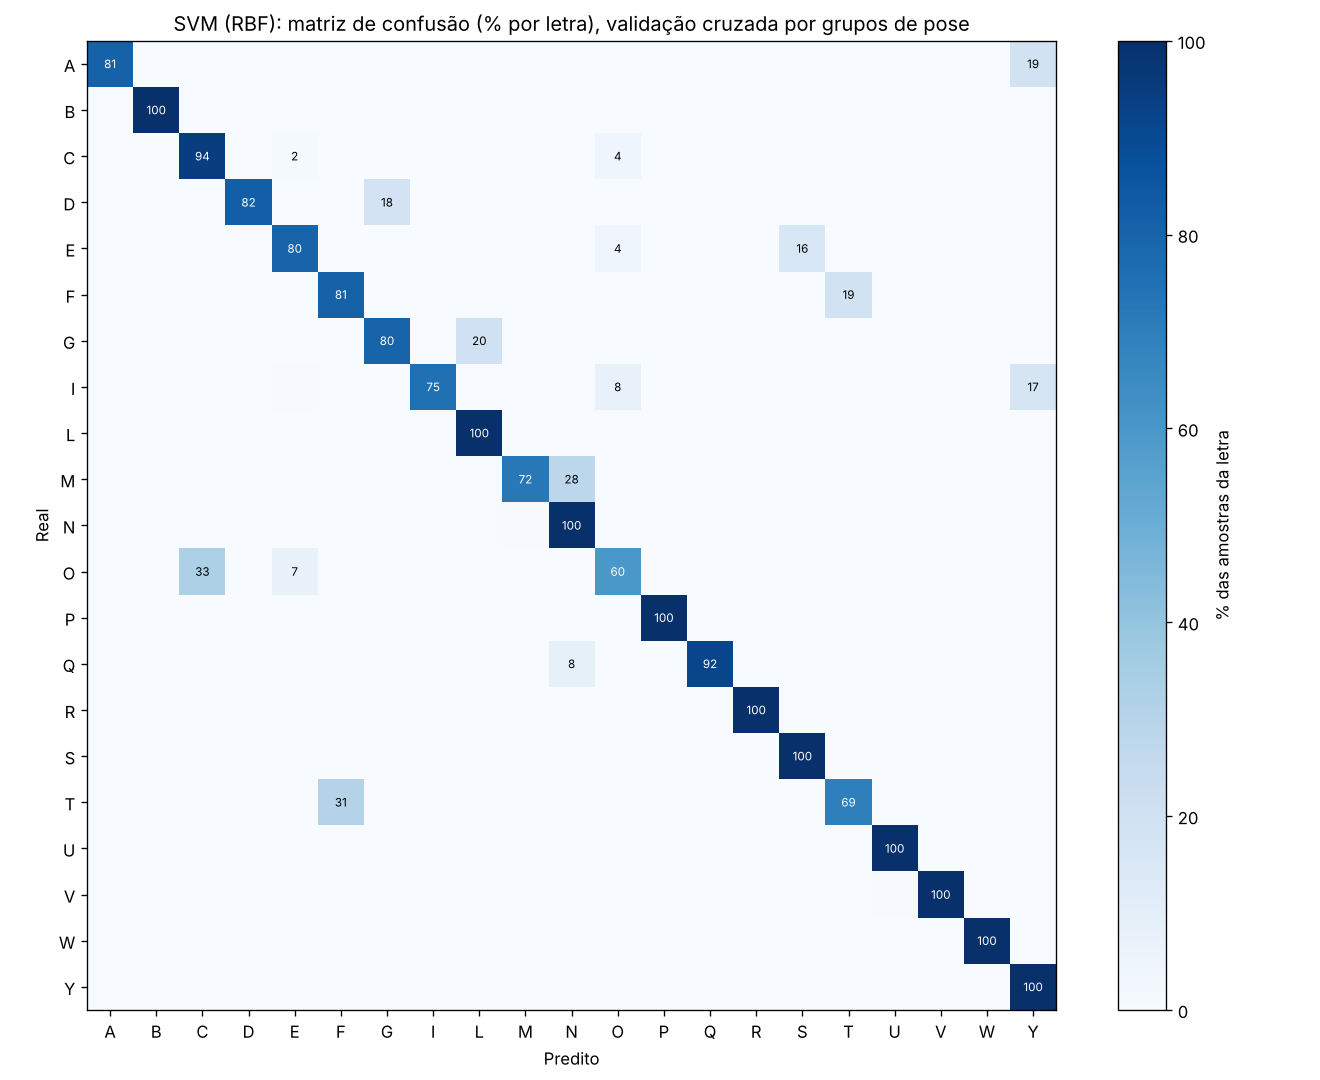 SVM (RBF): matriz de confusão (% por letra), validação cruzada por grupos de pose
A 81 19
B 100
C 94 2 4
D 82 18
E 80 4 16
F 81 19
G 80 20
I 75 8 17
L 100
M 72 28
N 100
O 33 7 60
P 100
Q 8 92
R 100
S 100
T 31 69
U 100
V 100
W 100
Y 100
Real
A B C D E F G I L M N O P Q R S T U V W Y
Predito
100
80
60
40
20
0
% das amostras da letra